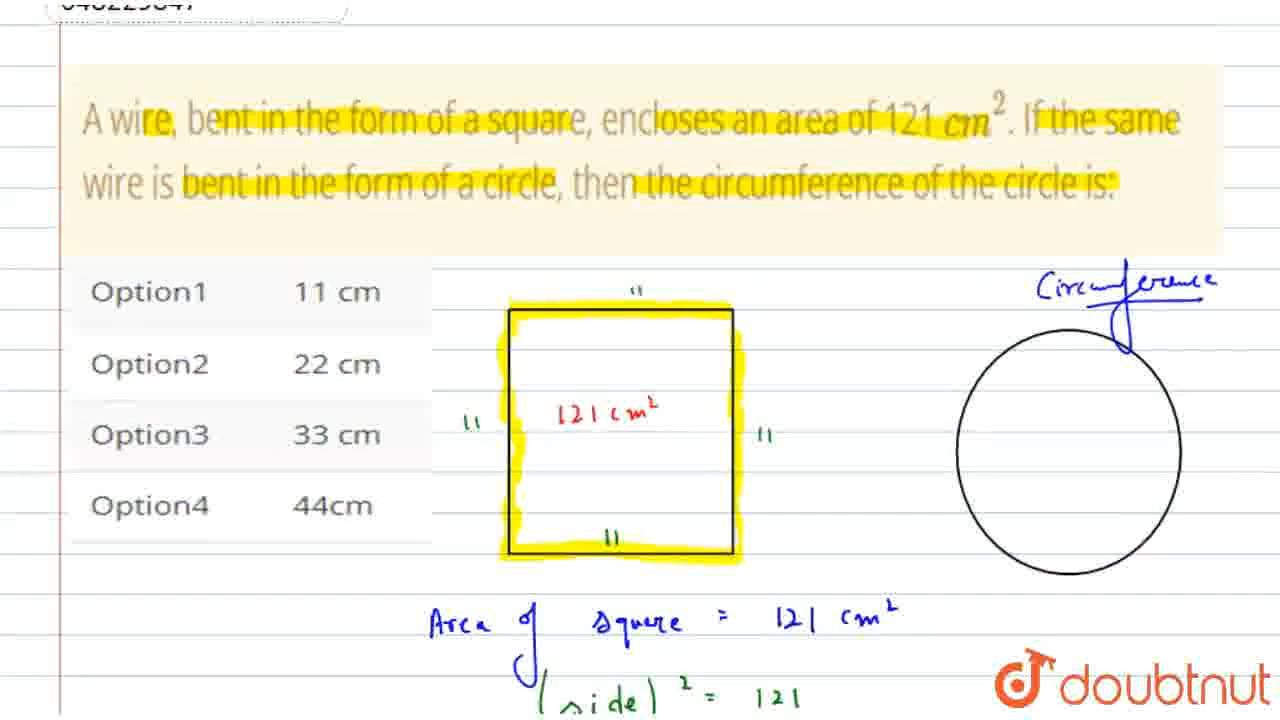 A wire, bent in the form of a square, encloses an area of 121 cm². If the same
wire is bent in the form of a circle, then the circumference of the circle is:
Option1 11 cm
Option2 22 cm
Option3 33 cm
Option4 44cm
11
11
121 cm²
11
11
Circumference
Area of square = 121 cm²
(side)² = 121
doubtnut